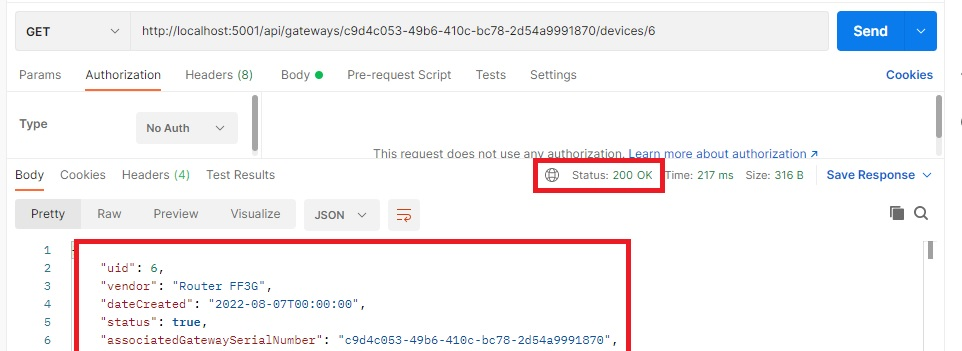 GET http://localhost:5001/api/gateways/c9d4c053-49b6-410c-bc78-2d54a9991870/devices/6 Send
Params Authorization Headers (8) Body Pre-request Script Tests Settings Cookies
Type No Auth
This request does not use any authorization. Learn more about authorization ↗
Body Cookies Headers (4) Test Results Status: 200 OK Time: 217 ms Size: 316 B Save Response
Pretty Raw Preview Visualize JSON
1 {
2 "uid": 6,
3 "vendor": "Router FF3G",
4 "dateCreated": "2022-08-07T00:00:00",
5 "status": true,
6 "associatedGatewaySerialNumber": "c9d4c053-49b6-410c-bc78-2d54a9991870",